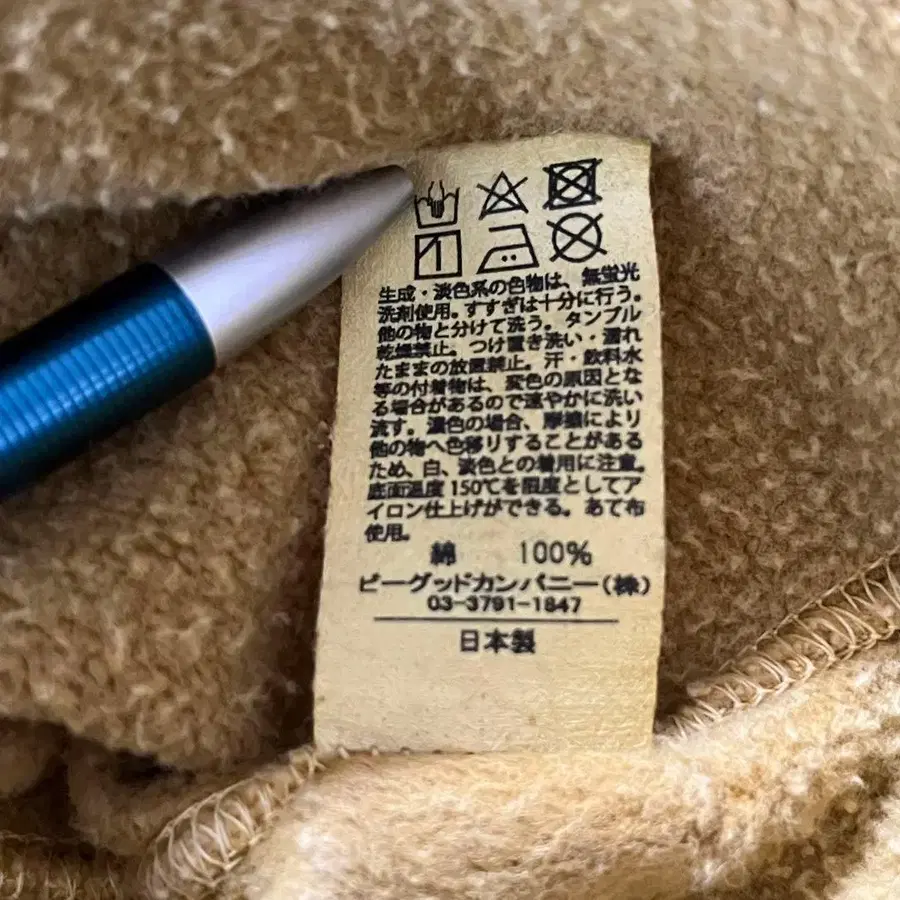 生成・淡色系の色物は、無蛍光
洗剤使用。すすぎは十分に行う。
他の物と分けて洗う。タンブル
乾燥禁止。つけ置き洗い・濡れ
たままの放置禁止。汗・飲料水
等の付着物は、変色の原因とな
る場合があるので速やかに洗い
流す。濃色の場合、摩擦により
他の物へ色移りすることがある
ため、白、淡色との着用に注意。
底面温度150℃を限度としてア
イロン仕上げができる。あて布
使用。
綿 100%
ビーグッドカンパニー(株)
03-3791-1847
日本製